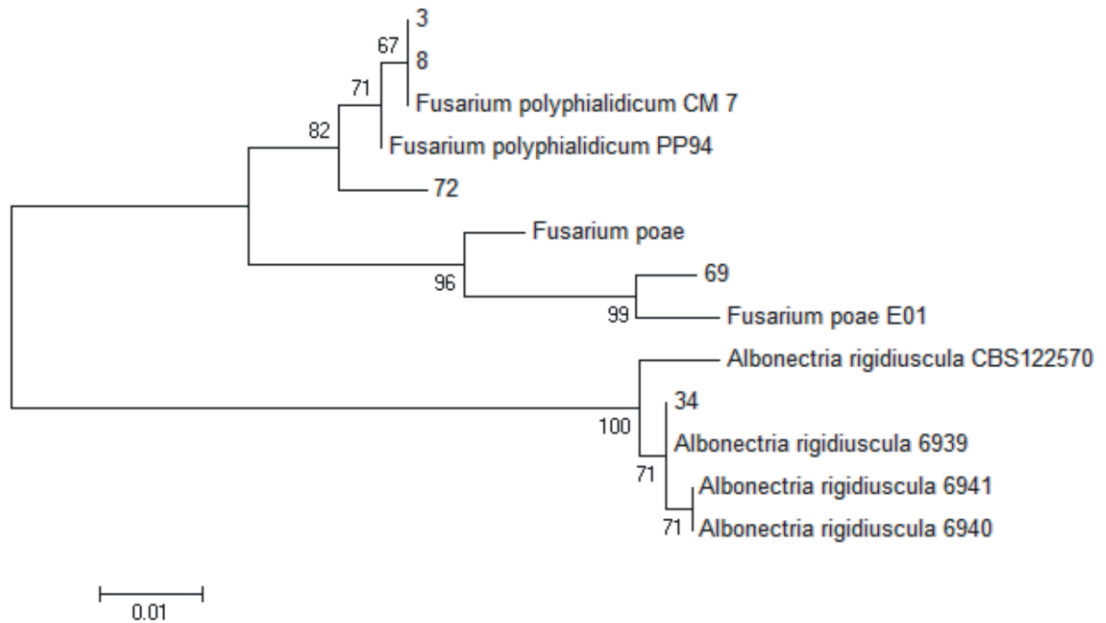 3
67
8
71
Fusarium polyphialidicum CM 7
82
Fusarium polyphialidicum PP94
72
Fusarium poae
69
96
99
Fusarium poae E01
Albonectria rigidiuscula CBS122570
34
100
Albonectria rigidiuscula 6939
71
Albonectria rigidiuscula 6941
71
Albonectria rigidiuscula 6940
0.01